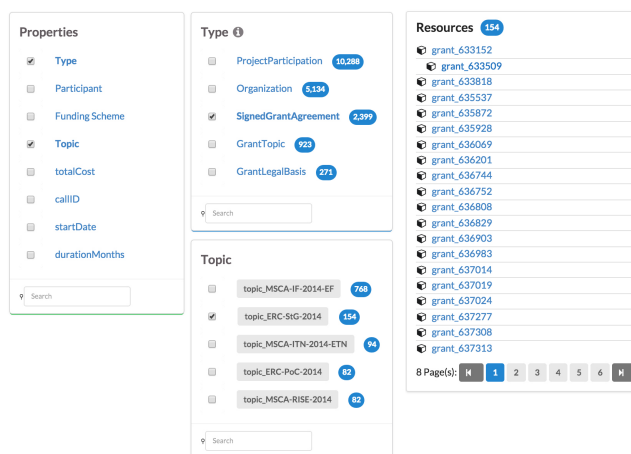 Properties
Type
Participant
Funding Scheme
Topic
totalCost
callID
startDate
durationMonths
Search
Type
ProjectParticipation 10,288
Organization 5,134
SignedGrantAgreement 2,399
GrantTopic 923
GrantLegalBasis 271
Search
Topic
topic_MSCA-IF-2014-EF 768
topic_ERC-StG-2014 154
topic_MSCA-ITN-2014-ETN 94
topic_ERC-PoC-2014 82
topic_MSCA-RISE-2014 82
Search
Resources 154
grant_633152
grant_633509
grant_633818
grant_635537
grant_635872
grant_635928
grant_636069
grant_636201
grant_636744
grant_636752
grant_636808
grant_636829
grant_636903
grant_636983
grant_637014
grant_637019
grant_637024
grant_637277
grant_637308
grant_637313
8 Page(s): 1 2 3 4 5 6